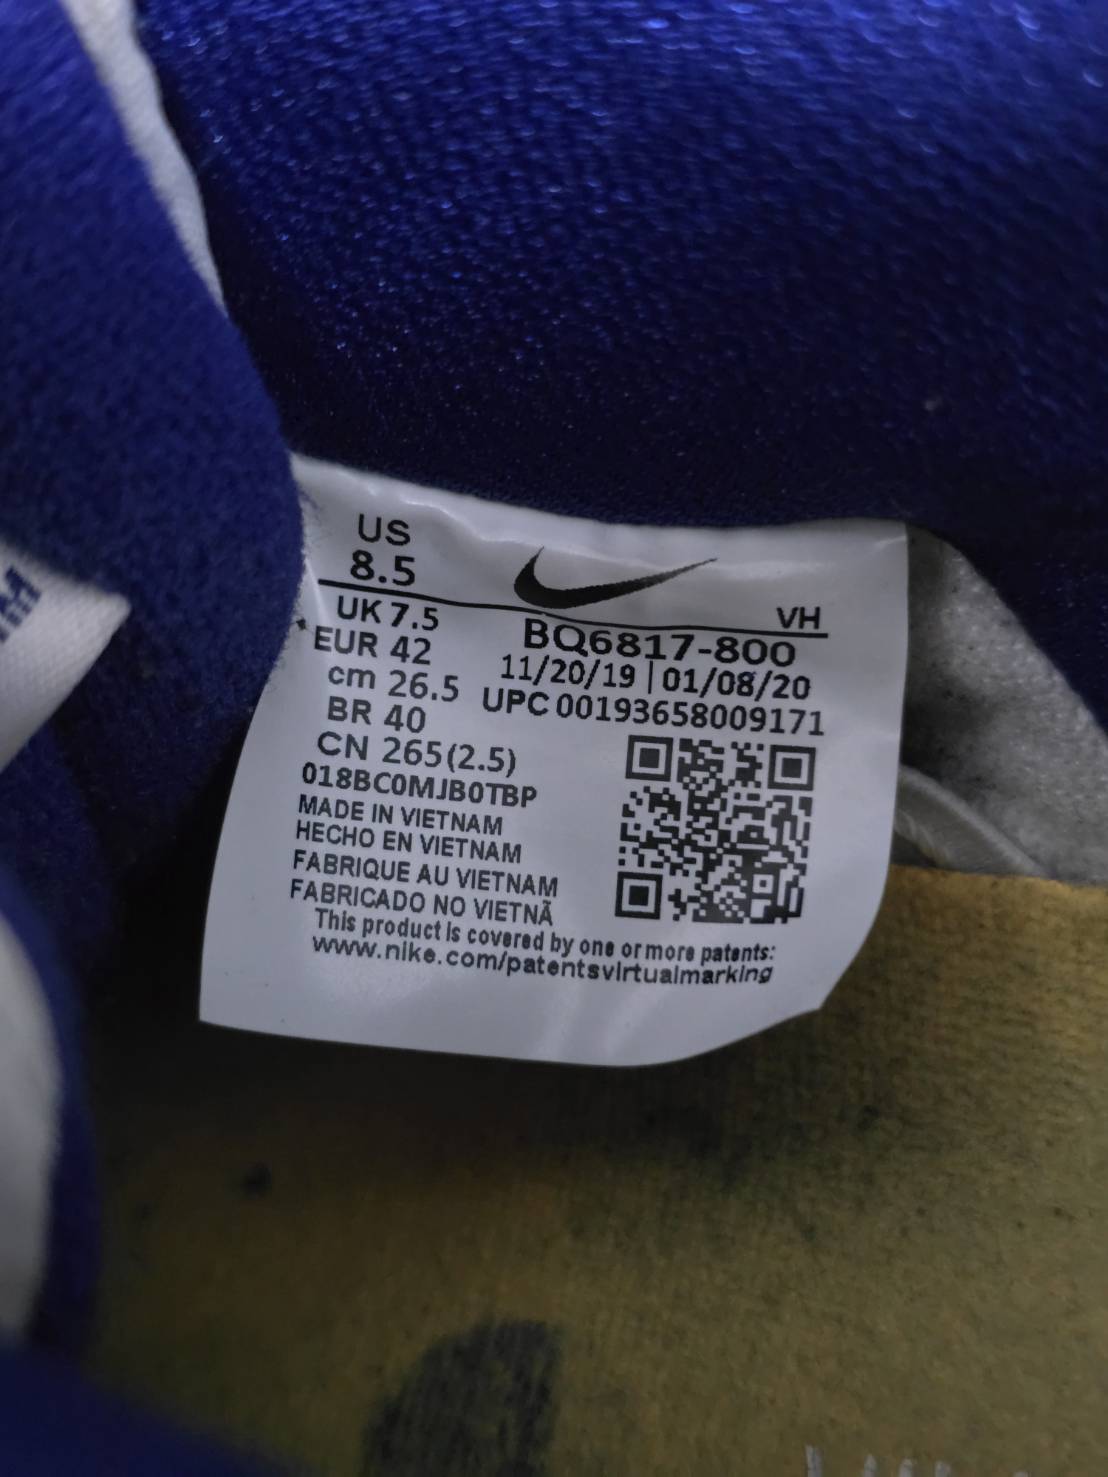 US
8.5
VH
UK 7.5
EUR 42
cm 26.5
BR 40
CN 265(2.5)
BQ6817-800
11/20/19 | 01/08/20
UPC 00193658009171
018BC0MJB0TBP
MADE IN VIETNAM
HECHO EN VIETNAM
FABRIQUE AU VIETNAM
FABRICADO NO VIETNÃ
This product is covered by one or more patents:
www.nike.com/patentsvirtualmarking